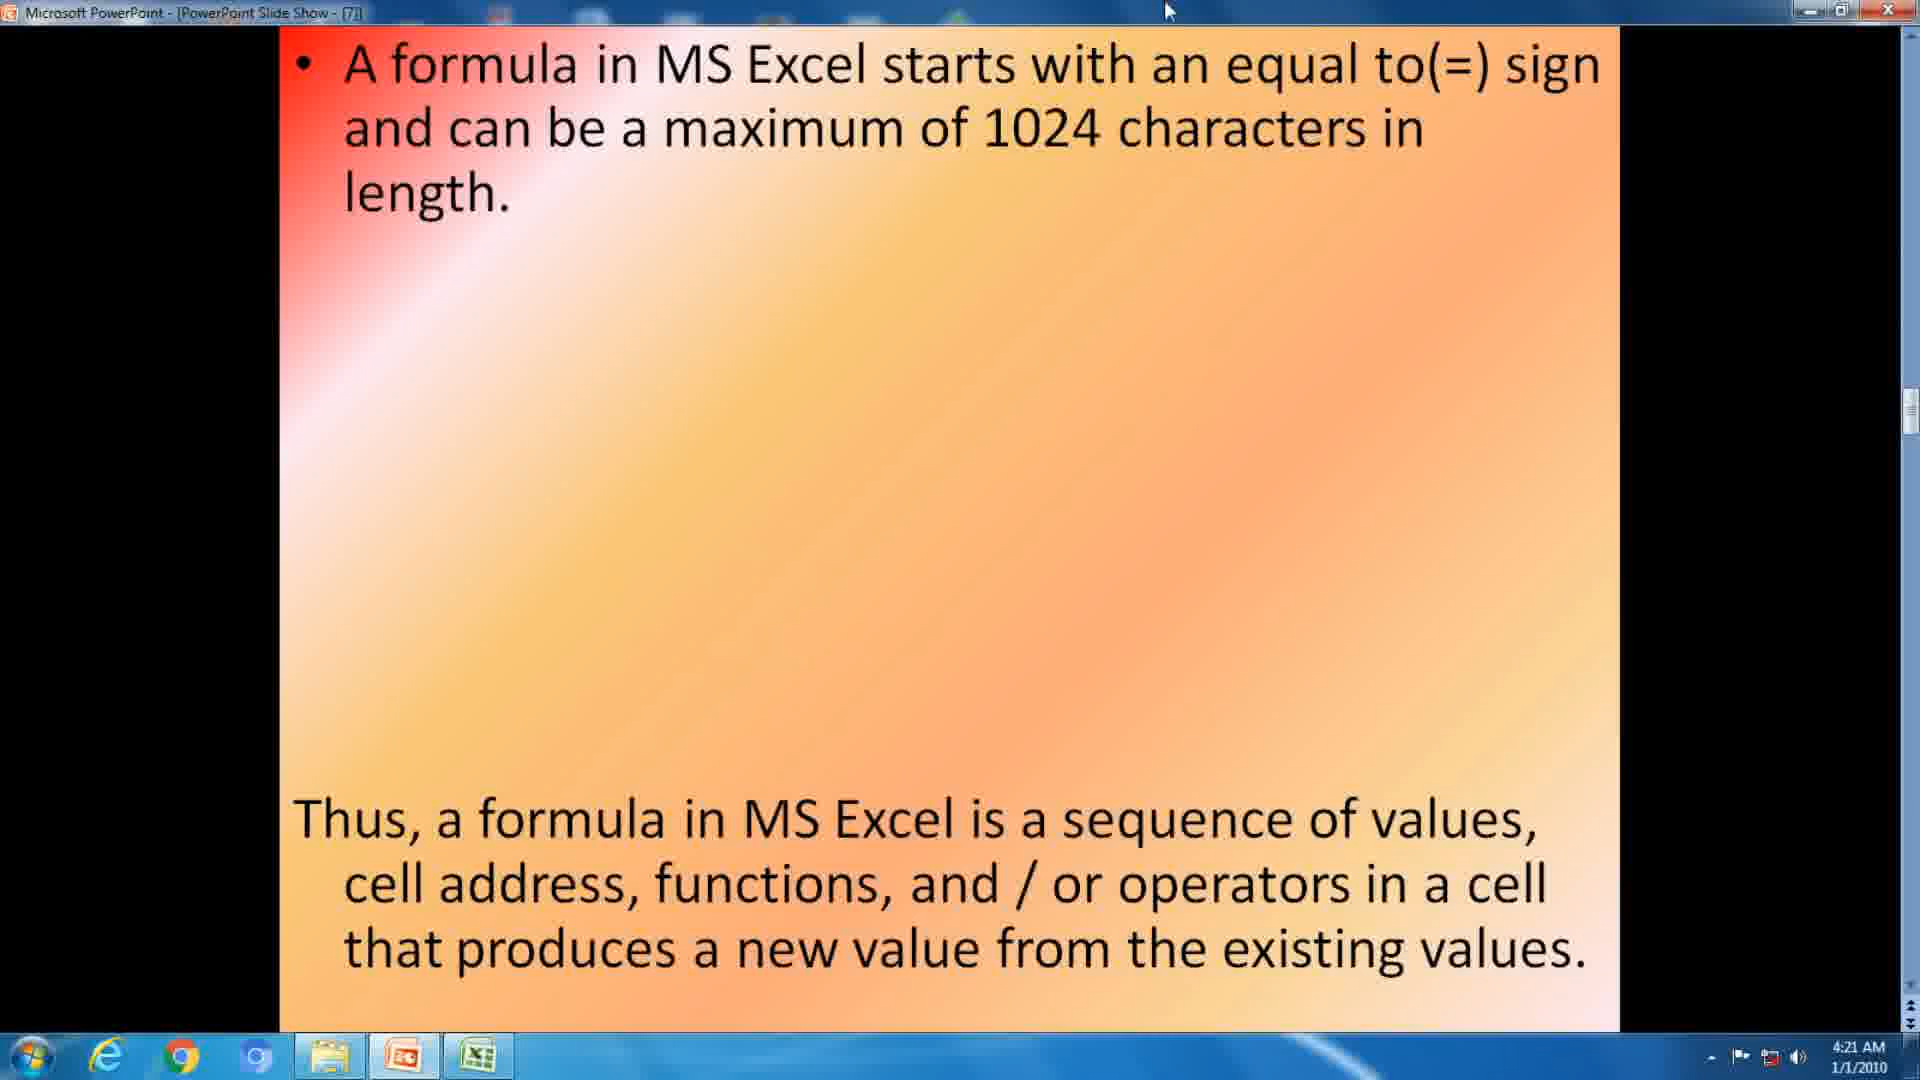 Microsoft PowerPoint - [PowerPoint Slide Show - [7]]
• A formula in MS Excel starts with an equal to(=) sign
and can be a maximum of 1024 characters in
length.
Thus, a formula in MS Excel is a sequence of values,
cell address, functions, and / or operators in a cell
that produces a new value from the existing values.
4:21 AM
1/1/2010